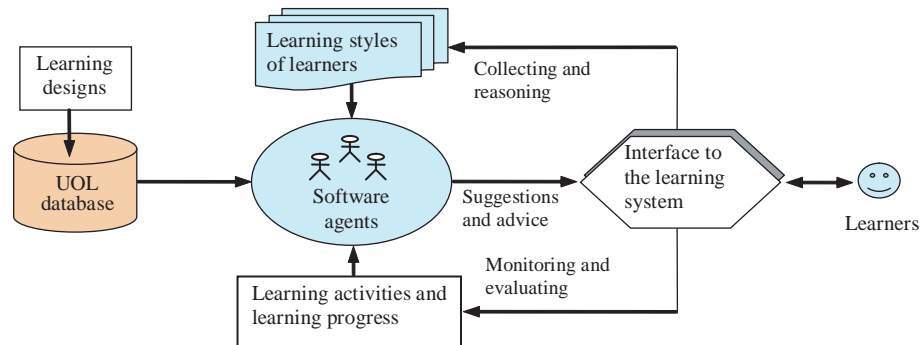 Learning
designs
UOL
database
Learning styles
of learners
Collecting and
reasoning
Software
agents
Suggestions
and advice
Interface to
the learning
system
Learners
Monitoring and
evaluating
Learning activities and
learning progress